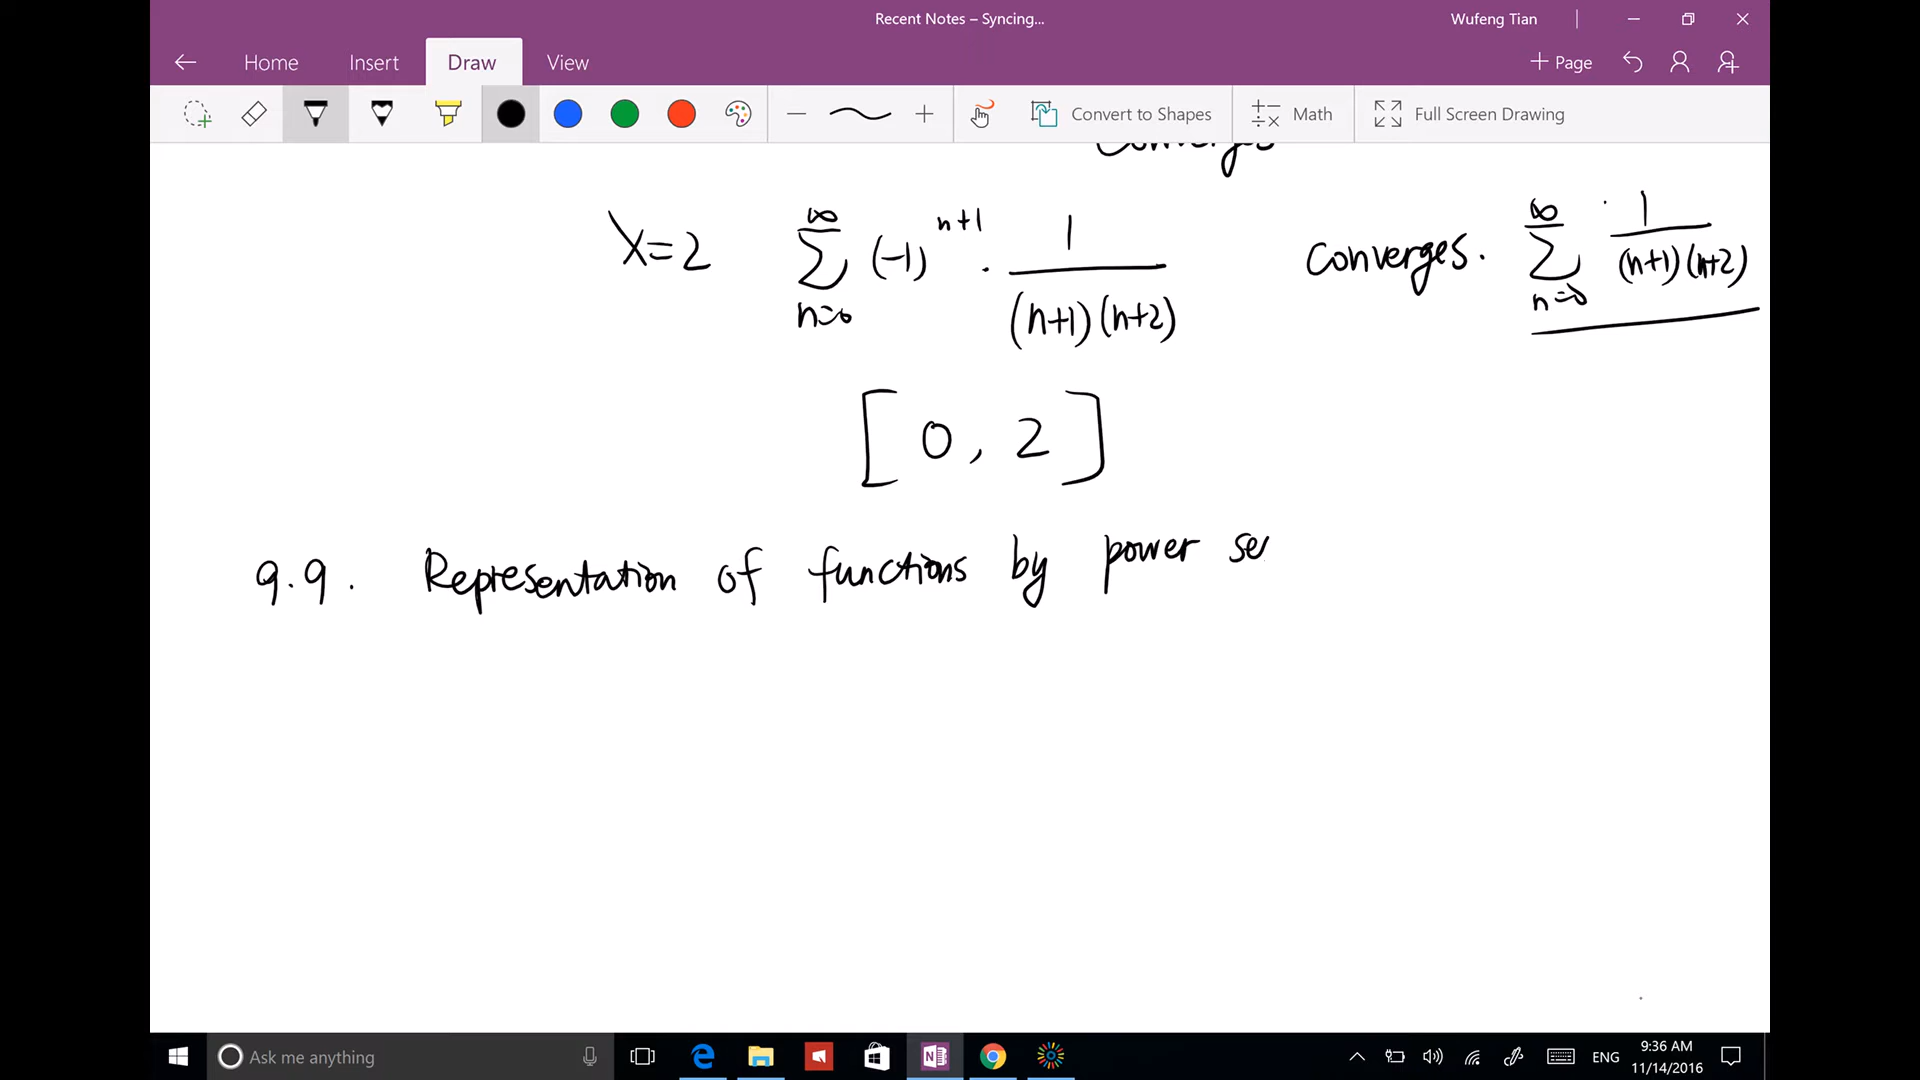 Recent Notes – Syncing...
Wufeng Tian
Home Insert Draw View
Page
Convert to Shapes
Math
Full Screen Drawing
Converges
x=2 ∞∑n=0 (-1)^n+1 · 1/(n+1)(n+2) Converges. ∞∑n=0 1/(n+1)(n+2)
[0, 2]
9.9. Representation of functions by power se
Ask me anything
ENG
9:36 AM
11/14/2016